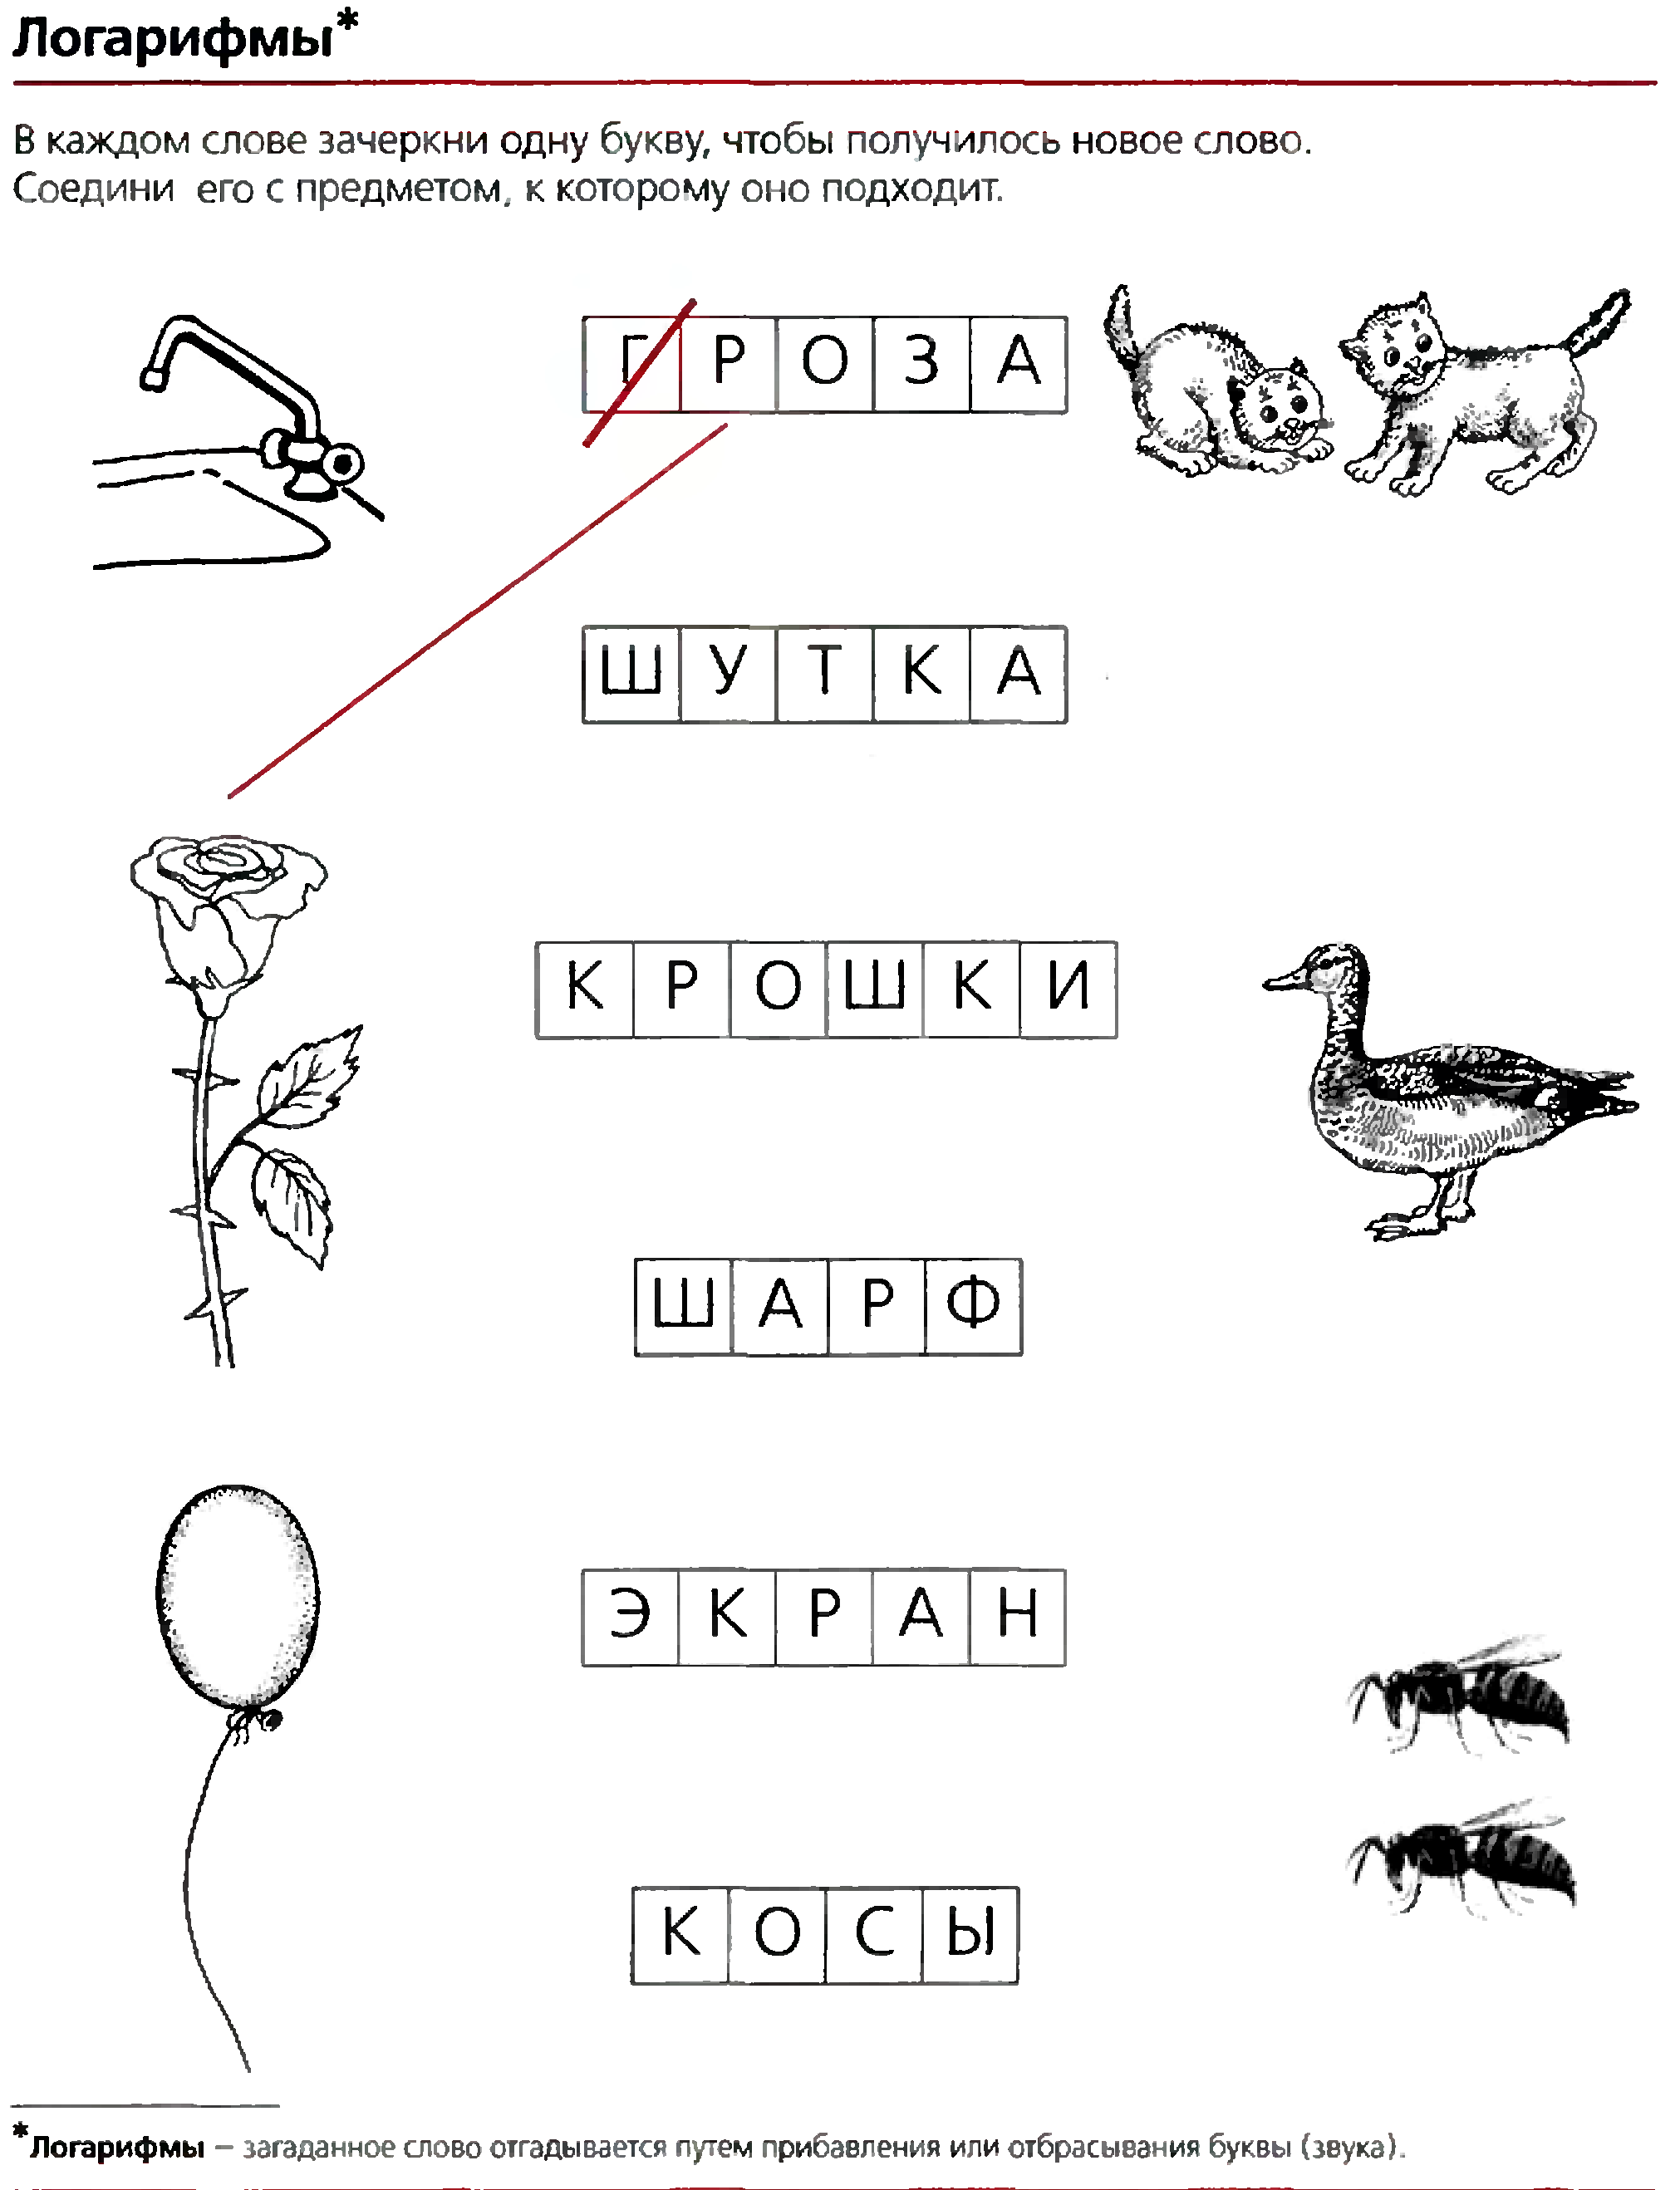 Логарифмы*
В каждом слове зачеркни одну букву, чтобы получилось новое слово.
Соедини его с предметом, к которому оно подходит.
ГРОЗА
ШУТКА
КРОШКИ
ШАРФ
ЭКРАН
КОСЫ
*Логарифмы – загаданное слово отгадывается путем прибавления или отбрасывания буквы (звука).